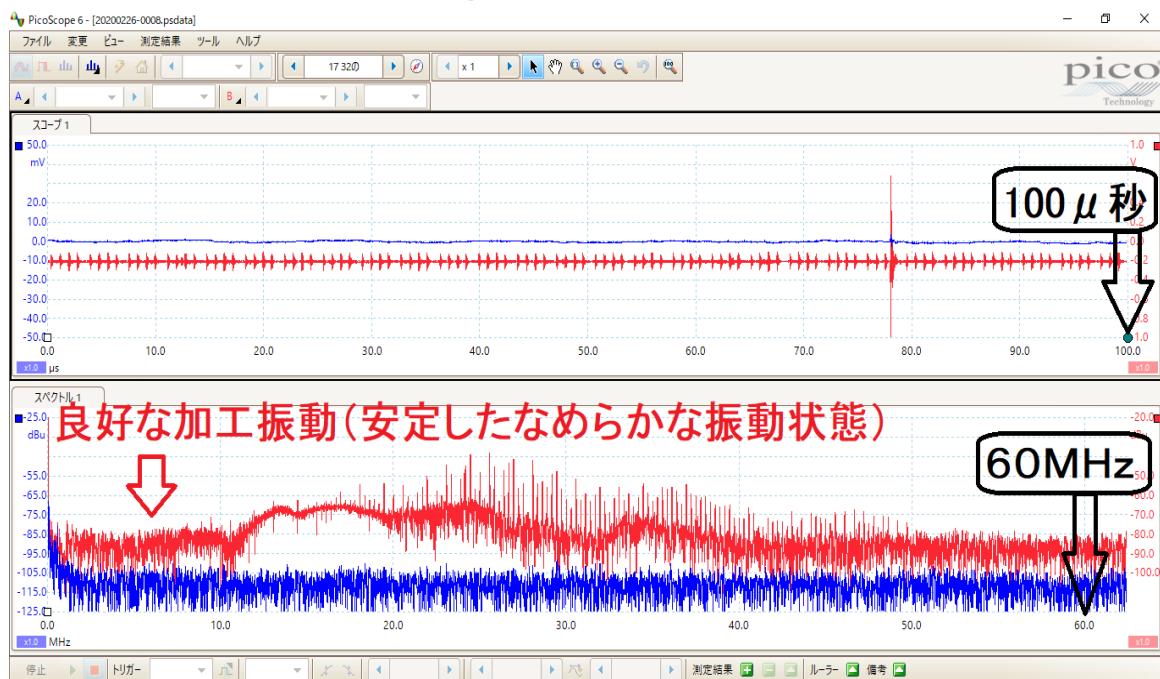 PicoScope 6 - [20200226-0008.psdata]
ファイル 変更 ビュー 測定結果 ツール ヘルプ
17 32の x 1
pico
Technology
A B
スコープ 1
50.0 1.0
mV V
20.0
10.0 0.2
0.0 0.0
-10.0 -0.2
-20.0
-30.0
-40.0
-50.0
100μ秒
0.0 10.0 20.0 30.0 40.0 50.0 60.0 70.0 80.0 90.0 100.0
x1.0 μs x1.0
スペクトル 1
良好な加工振動(安定したなめらかな振動状態)
-25.0 -20.0
dBu
-55.0
-65.0
-75.0 -70.0
-85.0 -80.0
-95.0 -90.0
-105.0 -100.0
-115.0
-125.0
60MHz
0.0 10.0 20.0 30.0 40.0 50.0 60.0
x1.0 MHz x1.0
停止 トリガー 測定結果 ルーラー 備考